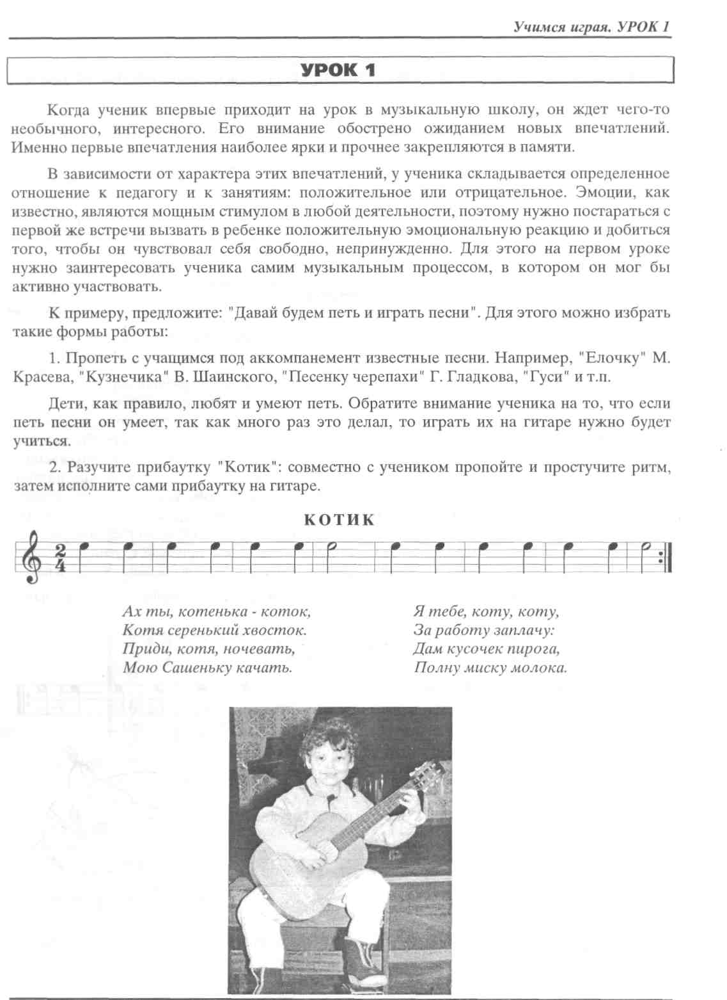 Учимся играя. УРОК 1
УРОК 1
Когда ученик впервые приходит на урок в музыкальную школу, он ждет чего-то
необычного, интересного. Его внимание обострено ожиданием новых впечатлений.
Именно первые впечатления наиболее ярки и прочнее закрепляются в памяти.
В зависимости от характера этих впечатлений, у ученика складывается определенное
отношение к педагогу и к занятиям: положительное или отрицательное. Эмоции, как
известно, являются мощным стимулом в любой деятельности, поэтому нужно постараться с
первой же встречи вызвать в ребенке положительную эмоциональную реакцию и добиться
того, чтобы он чувствовал себя свободно, непринужденно. Для этого на первом уроке
нужно заинтересовать ученика самим музыкальным процессом, в котором он мог бы
активно участвовать.
К примеру, предложите: "Давай будем петь и играть песни". Для этого можно избрать
такие формы работы:
1. Пропеть с учащимся под аккомпанемент известные песни. Например, "Елочку" М.
Красева, "Кузнечика" В. Шаинского, "Песенку черепахи" Г. Гладкова, "Гуси" и т.п.
Дети, как правило, любят и умеют петь. Обратите внимание ученика на то, что если
петь песни он умеет, так как много раз это делал, то играть их на гитаре нужно будет
учиться.
2. Разучите прибаутку "Котик": совместно с учеником пропойте и простучите ритм,
затем исполните сами прибаутку на гитаре.
КОТИК
2
4
Ах ты, котенька - коток,
Котя серенький хвосток.
Приди, котя, ночевать,
Мою Сашеньку качать.
Я тебе, коту, коту,
За работу заплачу:
Дам кусочек пирога,
Полну миску молока.